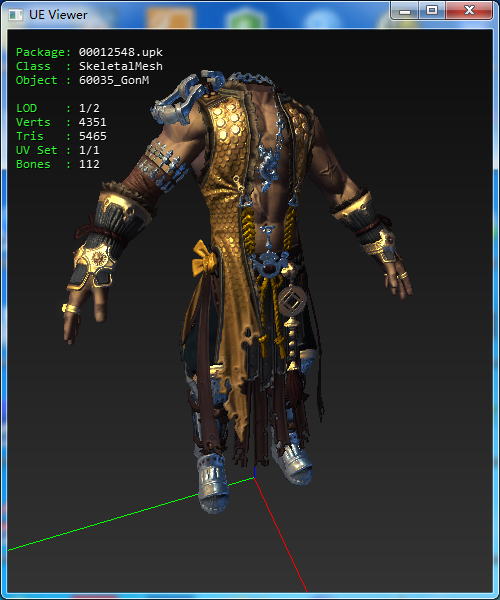 UE Viewer
Package: 00012548.upk
Class : SkeletalMesh
Object : 60035_GonM
LOD : 1/2
Verts : 4351
Tris : 5465
UV Set : 1/1
Bones : 112